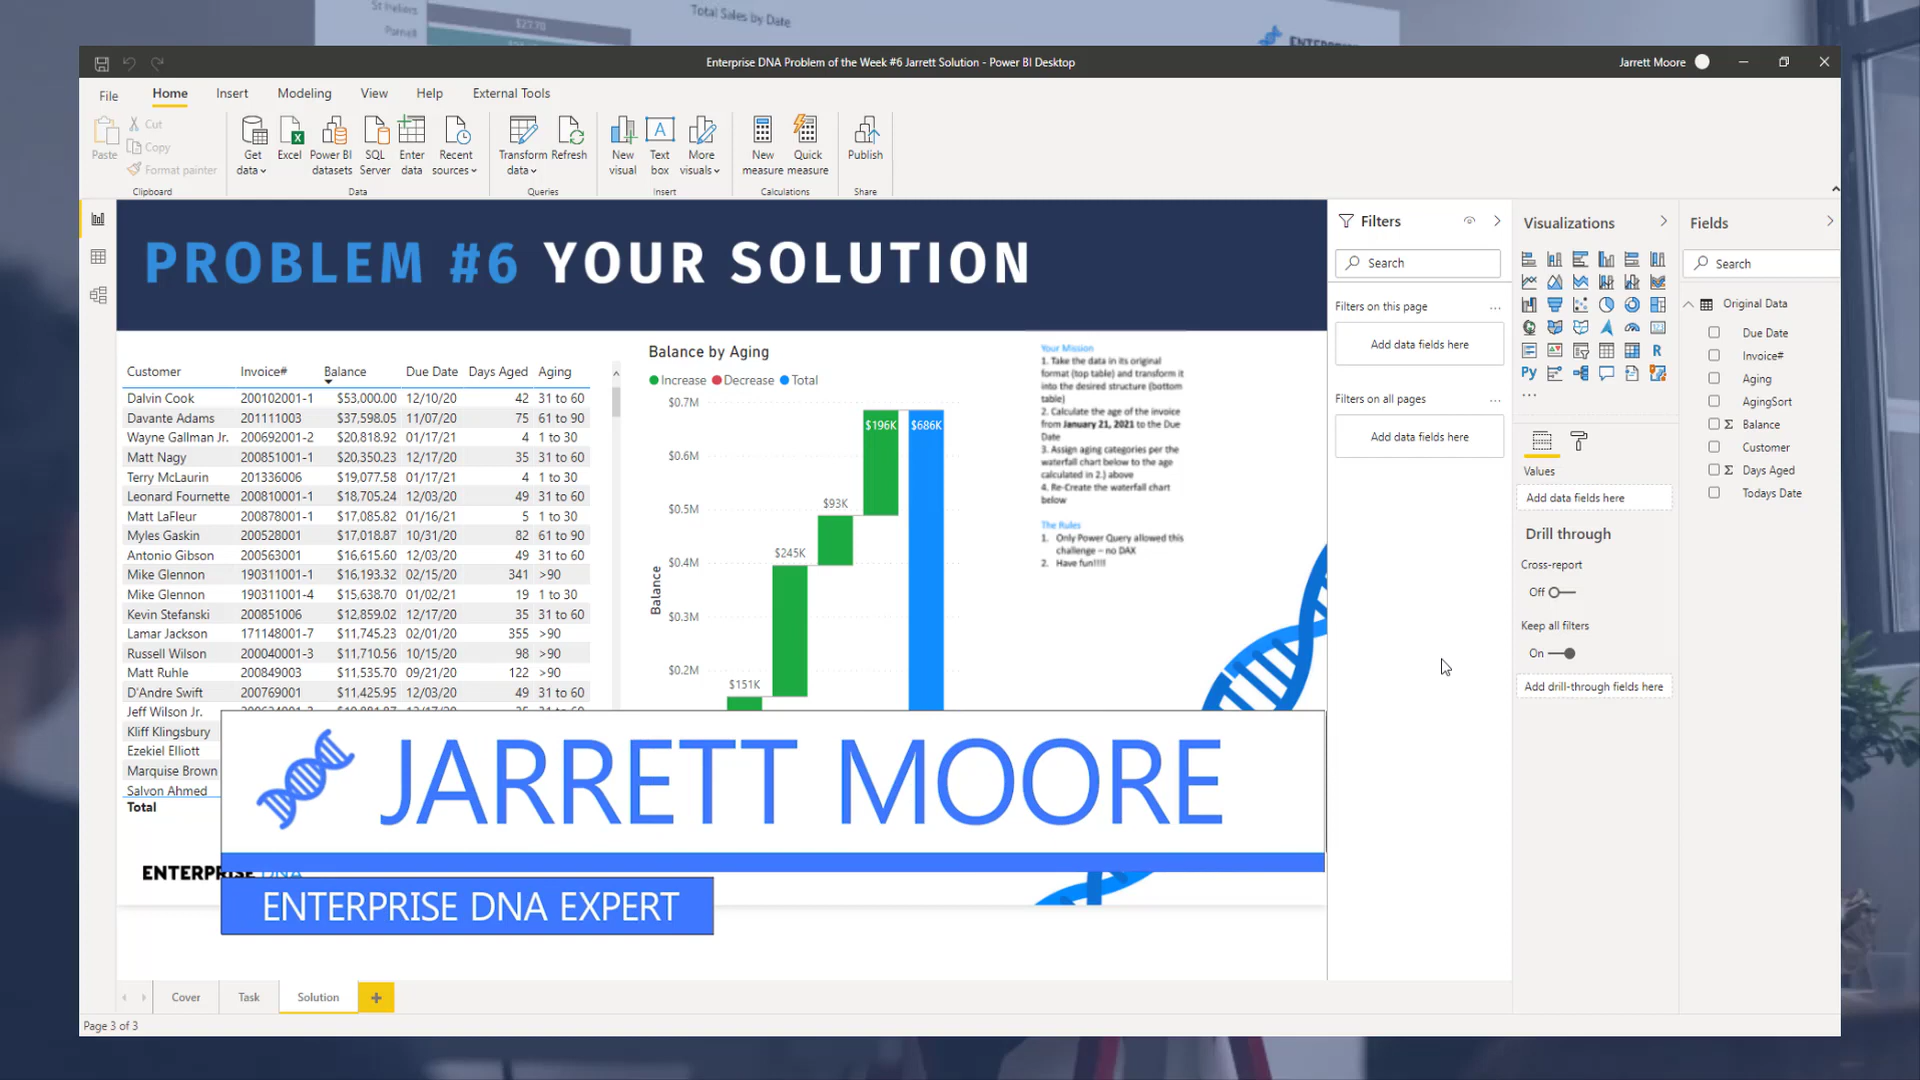 St Heliers
$27.70
Total Sales by Date
Parnell
Enterprise DNA Problem of the Week #6 Jarrett Solution - Power BI Desktop
Jarrett Moore
File Home Insert Modeling View Help External Tools
Paste
Cut
Copy
Format painter
Clipboard
Get data
Excel
Power BI datasets
SQL Server
Enter data
Recent sources
Data
Transform data
Refresh
Queries
New visual
Text box
More visuals
Insert
New measure
Quick measure
Calculations
Publish
Share
PROBLEM #6 YOUR SOLUTION
Customer Invoice# Balance Due Date Days Aged Aging
Dalvin Cook 200102001-1 $53,000.00 12/10/20 42 31 to 60
Davante Adams 201111003 $37,598.05 11/07/20 75 61 to 90
Wayne Gallman Jr. 200692001-2 $20,818.92 01/17/21 4 1 to 30
Matt Nagy 200851001-1 $20,350.23 12/17/20 35 31 to 60
Terry McLaurin 201336006 $19,077.58 01/17/21 4 1 to 30
Leonard Fournette 200810001-1 $18,705.24 12/03/20 49 31 to 60
Matt LaFleur 200878001-1 $17,085.82 01/16/21 5 1 to 30
Myles Gaskin 200528001 $17,018.87 10/31/20 82 61 to 90
Antonio Gibson 200563001 $16,615.60 12/03/20 49 31 to 60
Mike Glennon 190311001-1 $16,193.32 02/15/20 341 >90
Mike Glennon 190311001-4 $15,638.70 01/02/21 19 1 to 30
Kevin Stefanski 200851006 $12,859.02 12/17/20 35 31 to 60
Lamar Jackson 171148001-7 $11,745.23 02/01/20 355 >90
Russell Wilson 200040001-3 $11,710.56 10/15/20 98 >90
Matt Ruhle 200849003 $11,535.70 09/21/20 122 >90
D'Andre Swift 200769001 $11,425.95 12/03/20 49 31 to 60
Jeff Wilson Jr.
Kliff Klingsbury
Ezekiel Elliott
Marquise Brown
Salvon Ahmed
Total
Balance by Aging
Increase Decrease Total
$0.7M
$0.6M
$0.5M
$0.4M
$0.3M
$0.2M
Balance
$151K
$245K
$93K
$196K
$686K
Your Mission
1. Take the data in its original
format (top table) and transform it
into the desired structure (bottom
table)
2. Calculate the age of the invoice
from January 21, 2021 to the Due
Date
3. Assign aging categories per the
waterfall chart below to the age
calculated in 2.) above
4. Re-Create the waterfall chart
below
The Rules
1. Only Power Query allowed this
challenge – no DAX
2. Have fun!!!!
JARRETT MOORE
ENTERPRISE DNA
ENTERPRISE DNA EXPERT
Filters
Search
Filters on this page ...
Add data fields here
Filters on all pages ...
Add data fields here
Visualizations
R
Py
...
Values
Add data fields here
Drill through
Cross-report
Off
Keep all filters
On
Add drill-through fields here
Fields
Search
Original Data
Due Date
Invoice#
Aging
AgingSort
Σ Balance
Customer
Σ Days Aged
Todays Date
Cover Task Solution +
Page 3 of 3